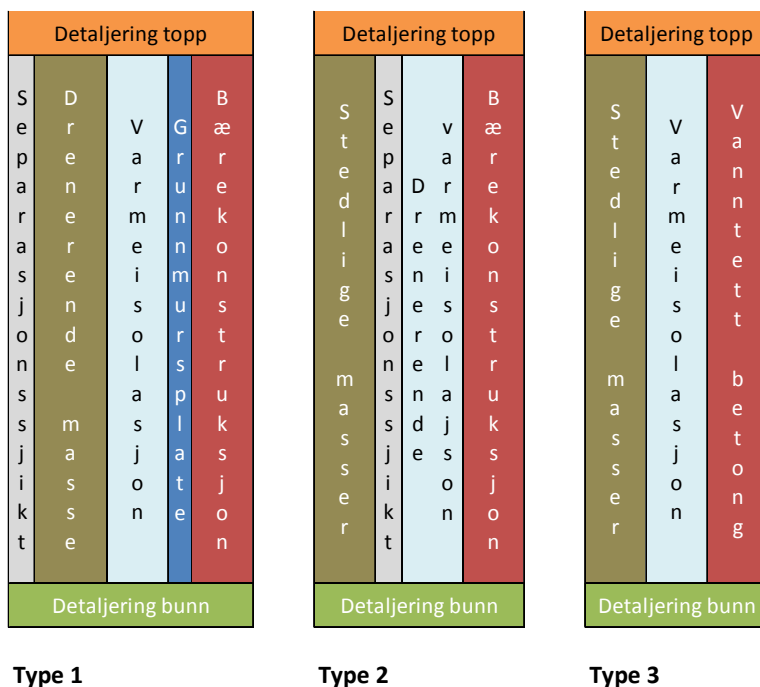 Detaljering topp
Separasjonssjikt
Drenerende masse
Varmeisolasjon
Grunnmursplate
Bærekonstruksjon
Detaljering bunn
Type 1
Detaljering topp
Stedlige masser
Separasjonssjikt
Drenerende
varmeisolajson
Bærekonstruksjon
Detaljering bunn
Type 2
Detaljering topp
Stedlige masser
Varmeisolasjon
Vanntett betong
Detaljering bunn
Type 3